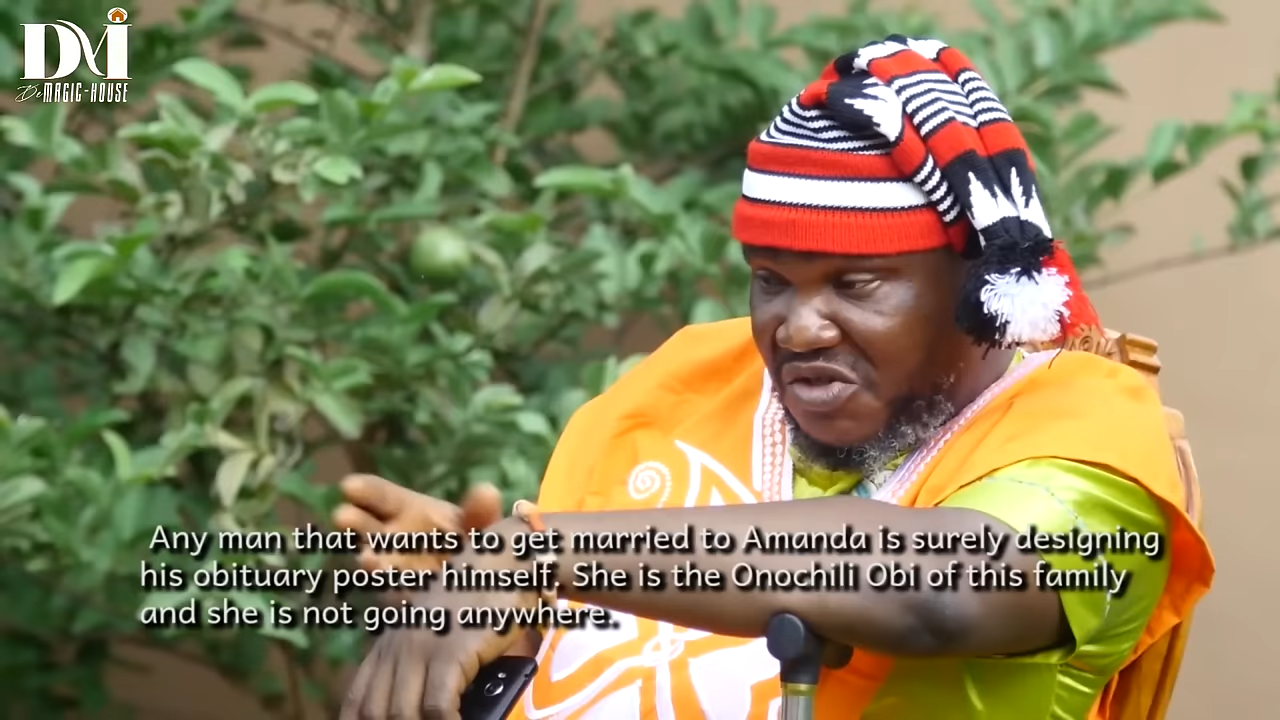 DMI
De MAGIC-HOUSE
Any man that wants to get married to Amanda is surely designing
his obituary poster himself. She is the Onochili Obi of this family
and she is not going anywhere.